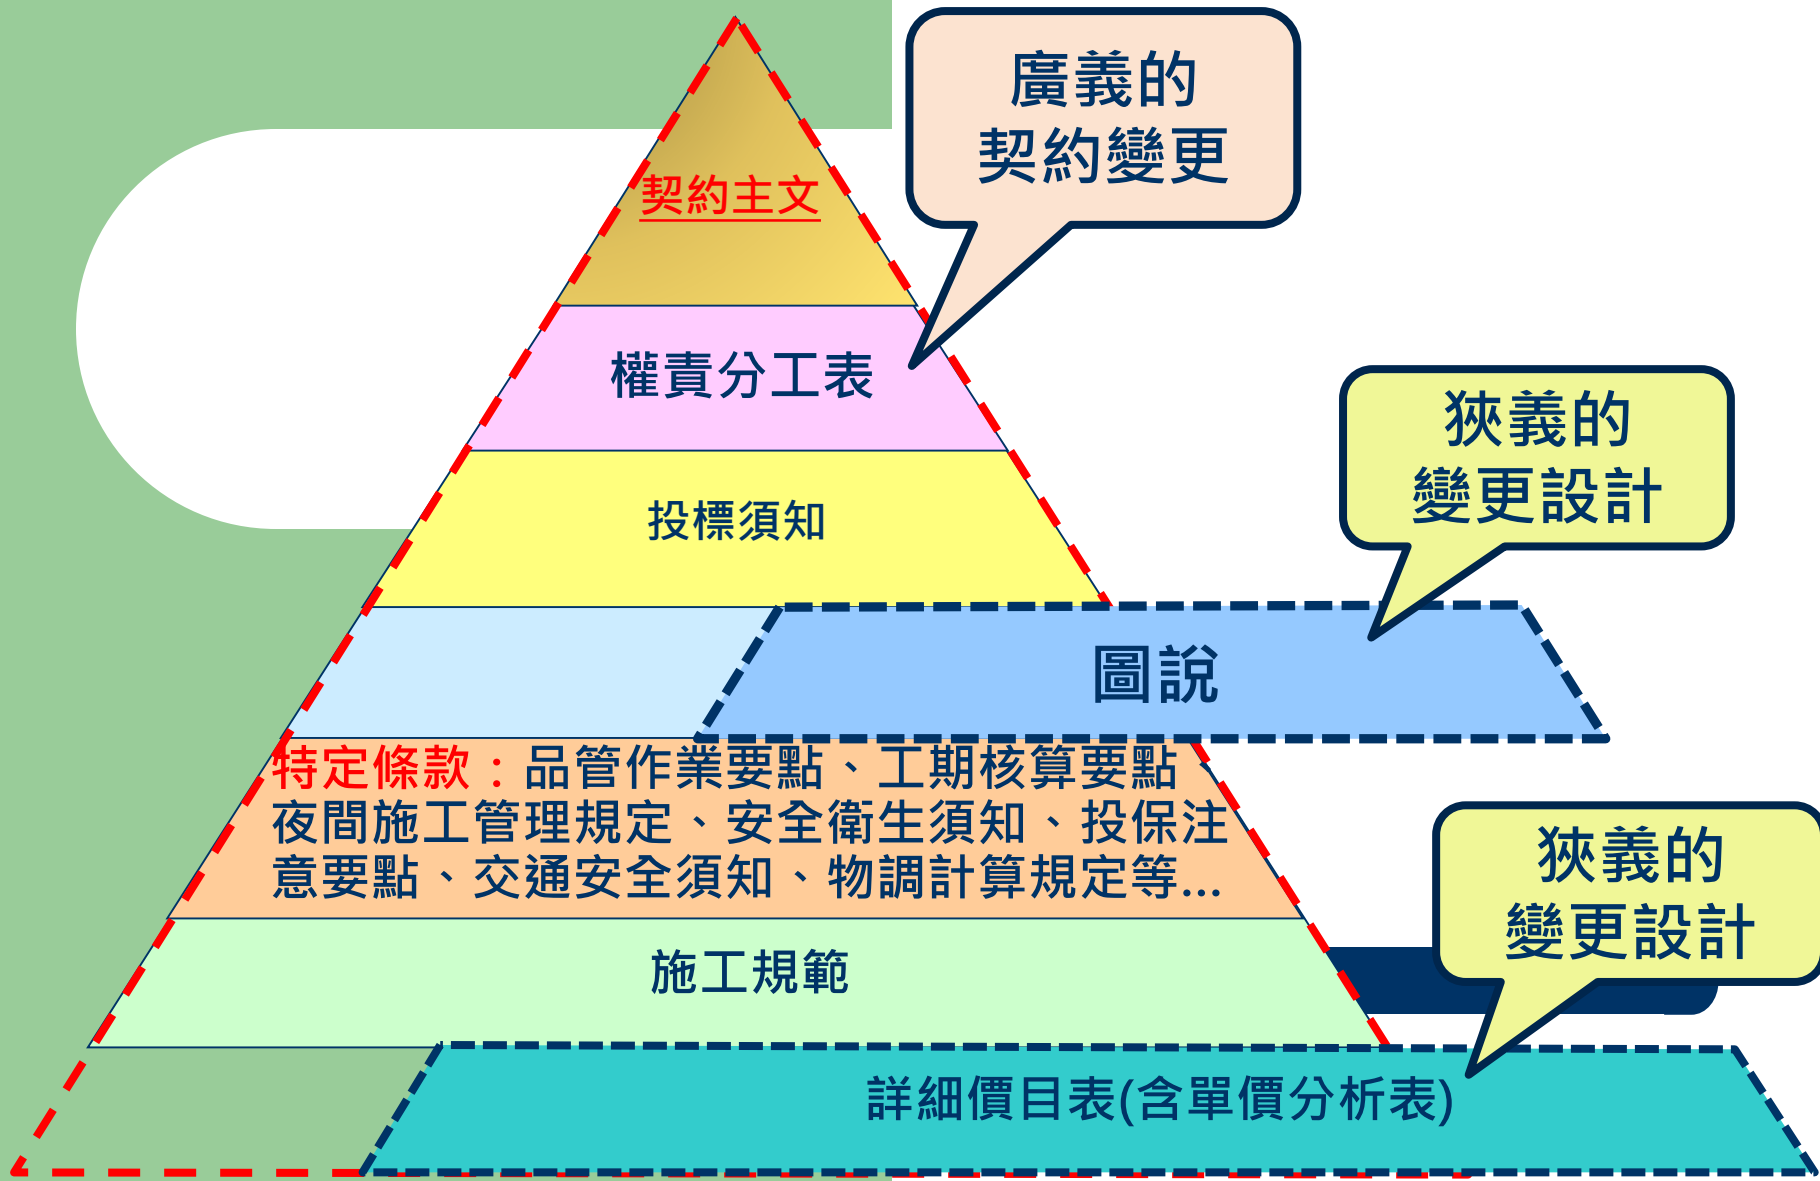 廣義的
契約變更
契約主文
權責分工表
狹義的
變更設計
投標須知
圖說
特定條款：品管作業要點、工期核算要點、
夜間施工管理規定、安全衛生須知、投保注
意要點、交通安全須知、物調計算規定等...
狹義的
變更設計
施工規範
詳細價目表(含單價分析表)